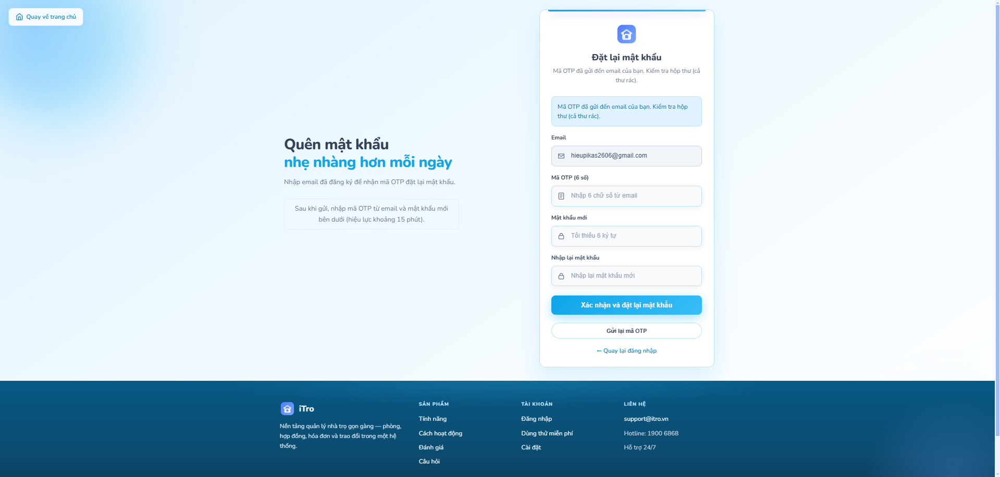 Quay về trang chủ
Quên mật khẩu
nhẹ nhàng hơn mỗi ngày
Nhập email đã đăng ký để nhận mã OTP đặt lại mật khẩu.
Sau khi gửi, nhập mã OTP từ email và mật khẩu mới
bên dưới (hiệu lực khoảng 15 phút).
Đặt lại mật khẩu
Mã OTP đã gửi đến email của bạn. Kiểm tra hộp thư (cả
thư rác).
Mã OTP đã gửi đến email của bạn. Kiểm tra hộp
thư (cả thư rác).
Email
hieupikas2606@gmail.com
Mã OTP (6 số)
Nhập 6 chữ số từ email
Mật khẩu mới
Tối thiểu 6 ký tự
Nhập lại mật khẩu
Nhập lại mật khẩu mới
Xác nhận và đặt lại mật khẩu
Gửi lại mã OTP
← Quay lại đăng nhập
iTro
Nền tảng quản lý nhà trọ gọn gàng — phòng,
hợp đồng, hóa đơn và trao đổi trong một hệ
thống.
SẢN PHẨM
Tính năng
Cách hoạt động
Đánh giá
Câu hỏi
TÀI KHOẢN
Đăng nhập
Dùng thử miễn phí
Cài đặt
LIÊN HỆ
support@itro.vn
Hotline: 1900 6868
Hỗ trợ 24/7